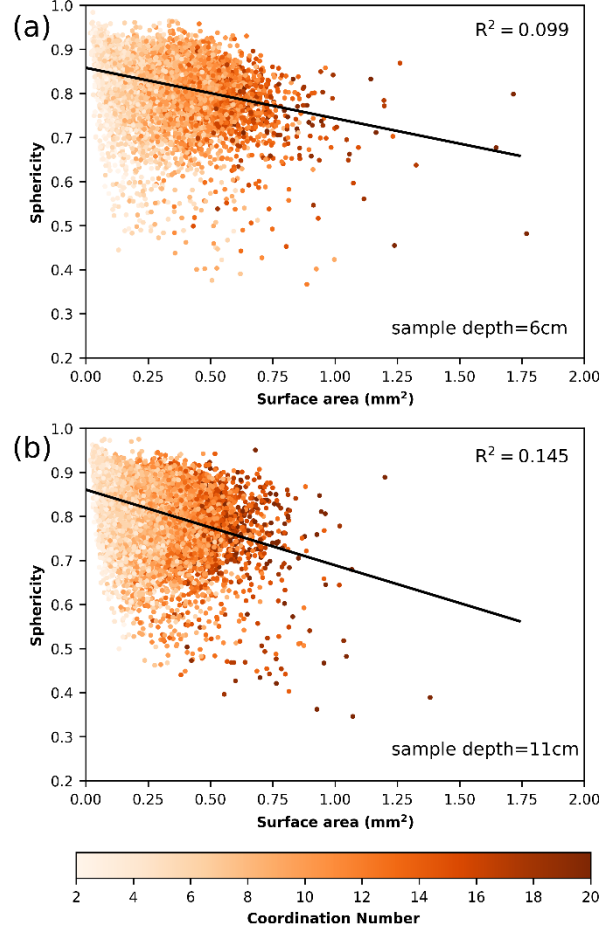 (a)
R² = 0.099
1.0
0.9
0.8
0.7
0.6
0.5
0.4
0.3
0.2
Sphericity
sample depth=6cm
0.00 0.25 0.50 0.75 1.00 1.25 1.50 1.75 2.00
Surface area (mm²)
(b)
R² = 0.145
1.0
0.9
0.8
0.7
0.6
0.5
0.4
0.3
0.2
Sphericity
sample depth=11cm
0.00 0.25 0.50 0.75 1.00 1.25 1.50 1.75 2.00
Surface area (mm²)
2 4 6 8 10 12 14 16 18 20
Coordination Number